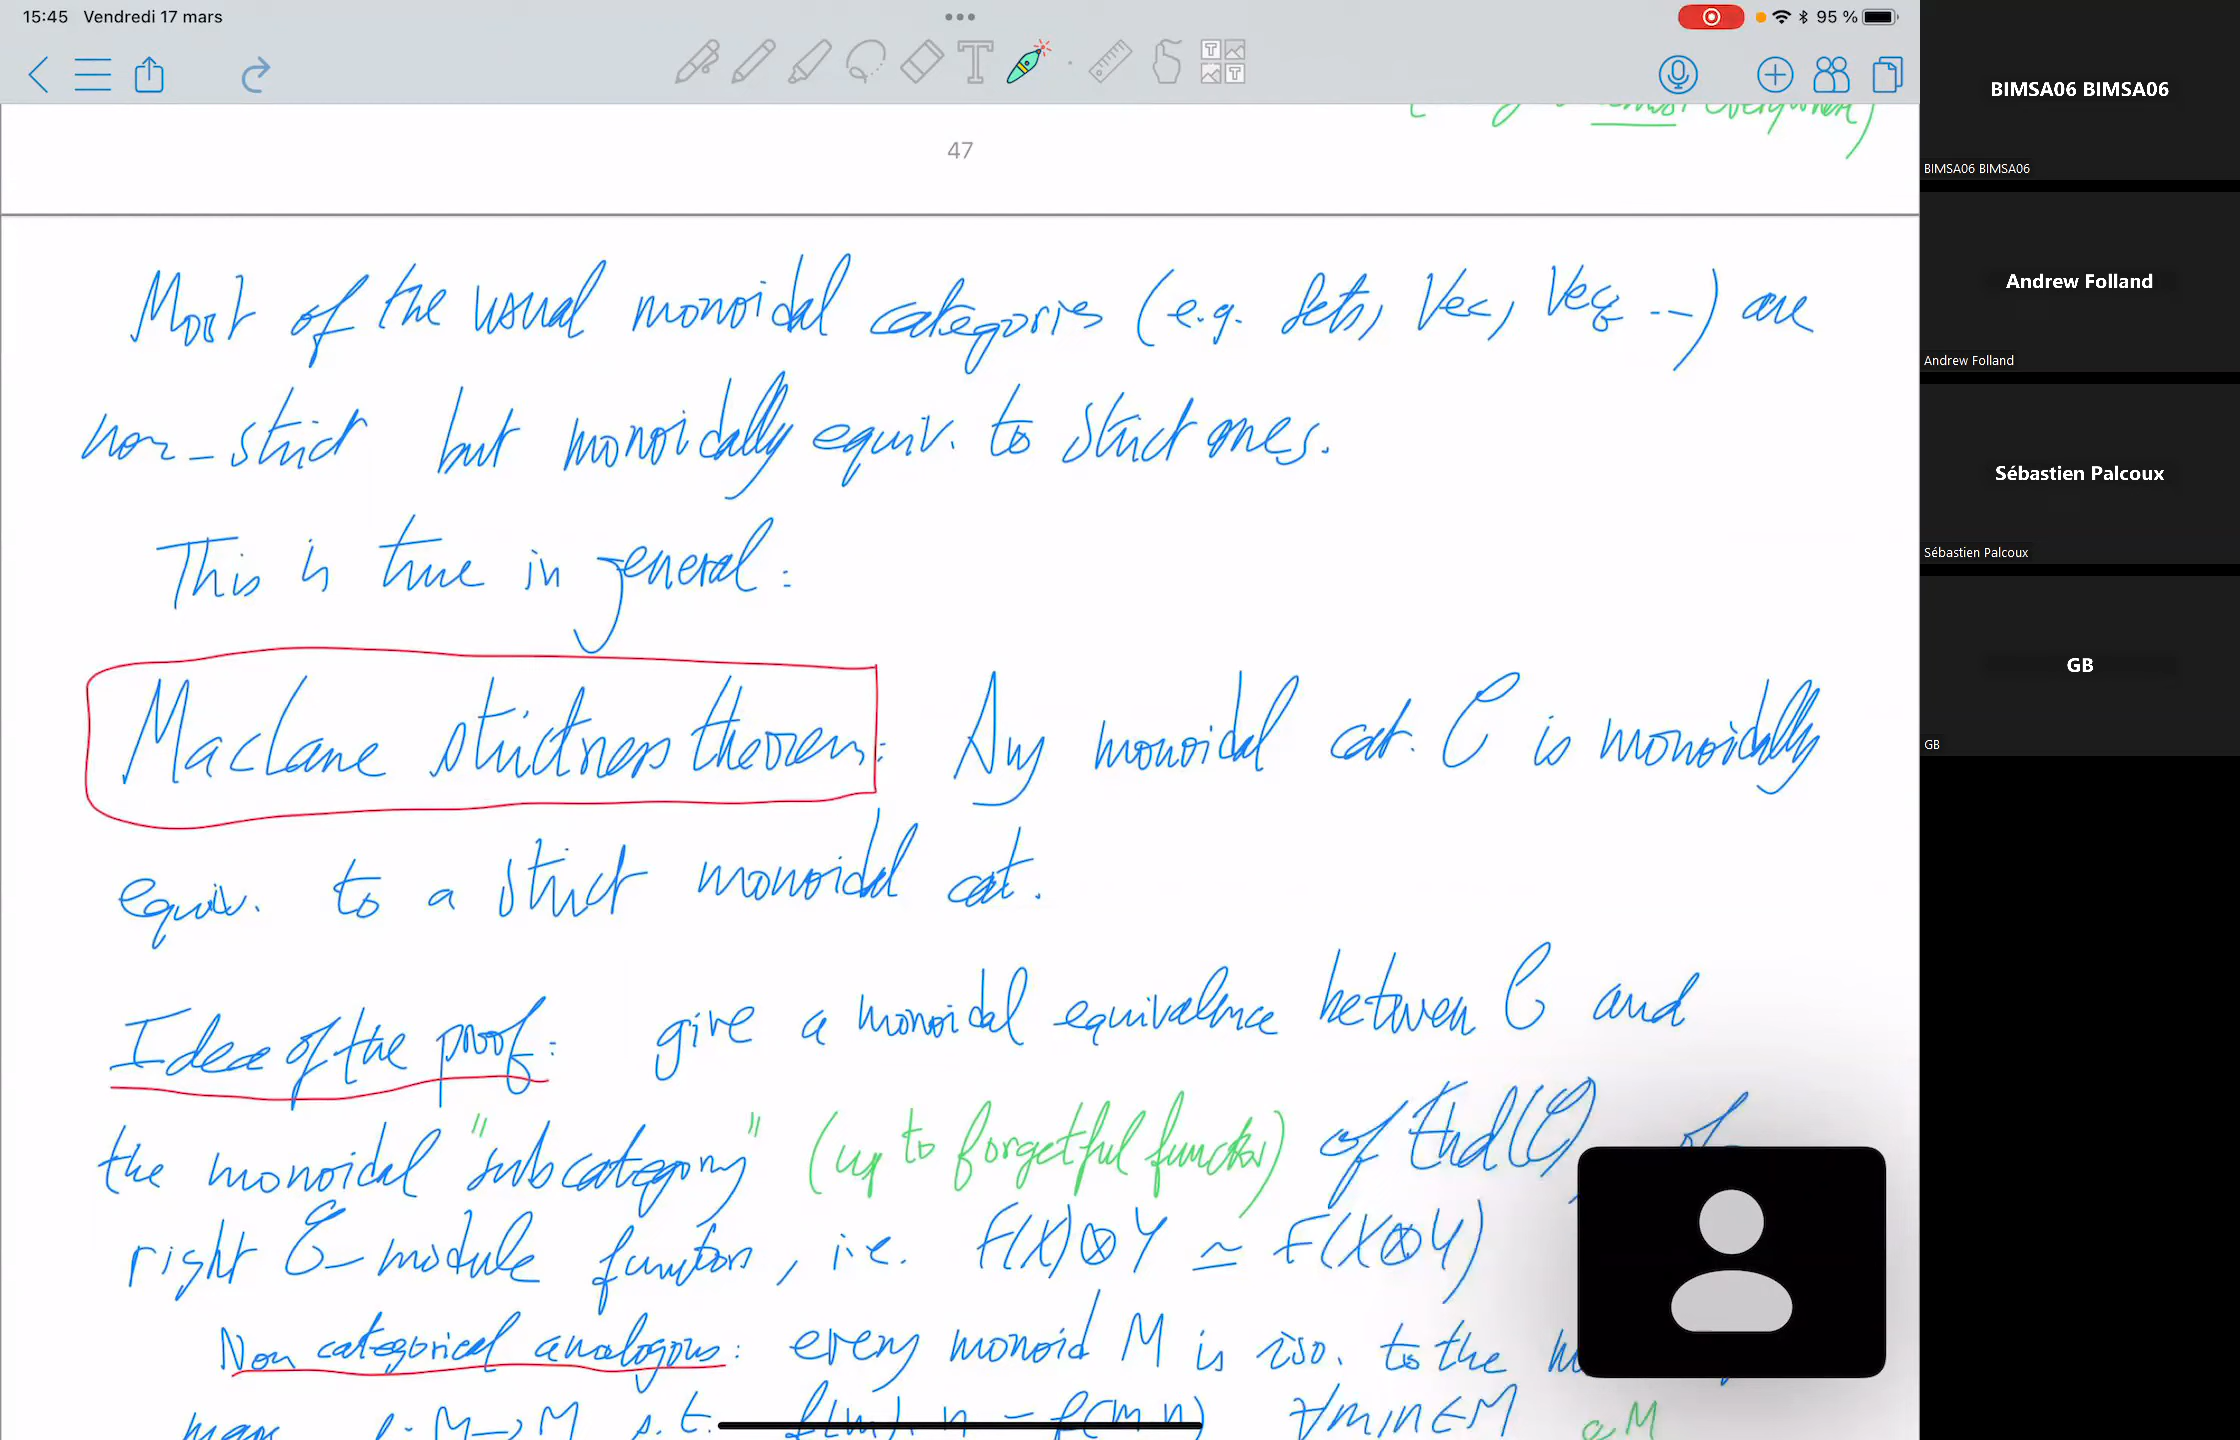 15:45 Vendredi 17 mars
95 %
everywhere)
47
Most of the usual monoidal categories (e.g. Sets, Vec, ...) are
non-strict but monoidally equiv. to strict ones.
This is true in general:
MacLane strictness theorem: Any monoidal cat. C is monoidally
equiv. to a strict monoidal cat.
Idea of the proof: give a monoidal equivalence between C and
the monoidal "subcategory" (up to forgetful functor) of End(C) of
right C-module functors, i.e. F(X)⊗Y ≃ F(X⊗Y)
Non categorical analogous: every monoid M is iso. to the
map f: M→M s.t. f(m).n = f(mn) ∀m,n∈M
BIMSA06 BIMSA06
BIMSA06 BIMSA06
Andrew Folland
Andrew Folland
Sébastien Palcoux
Sébastien Palcoux
GB
GB